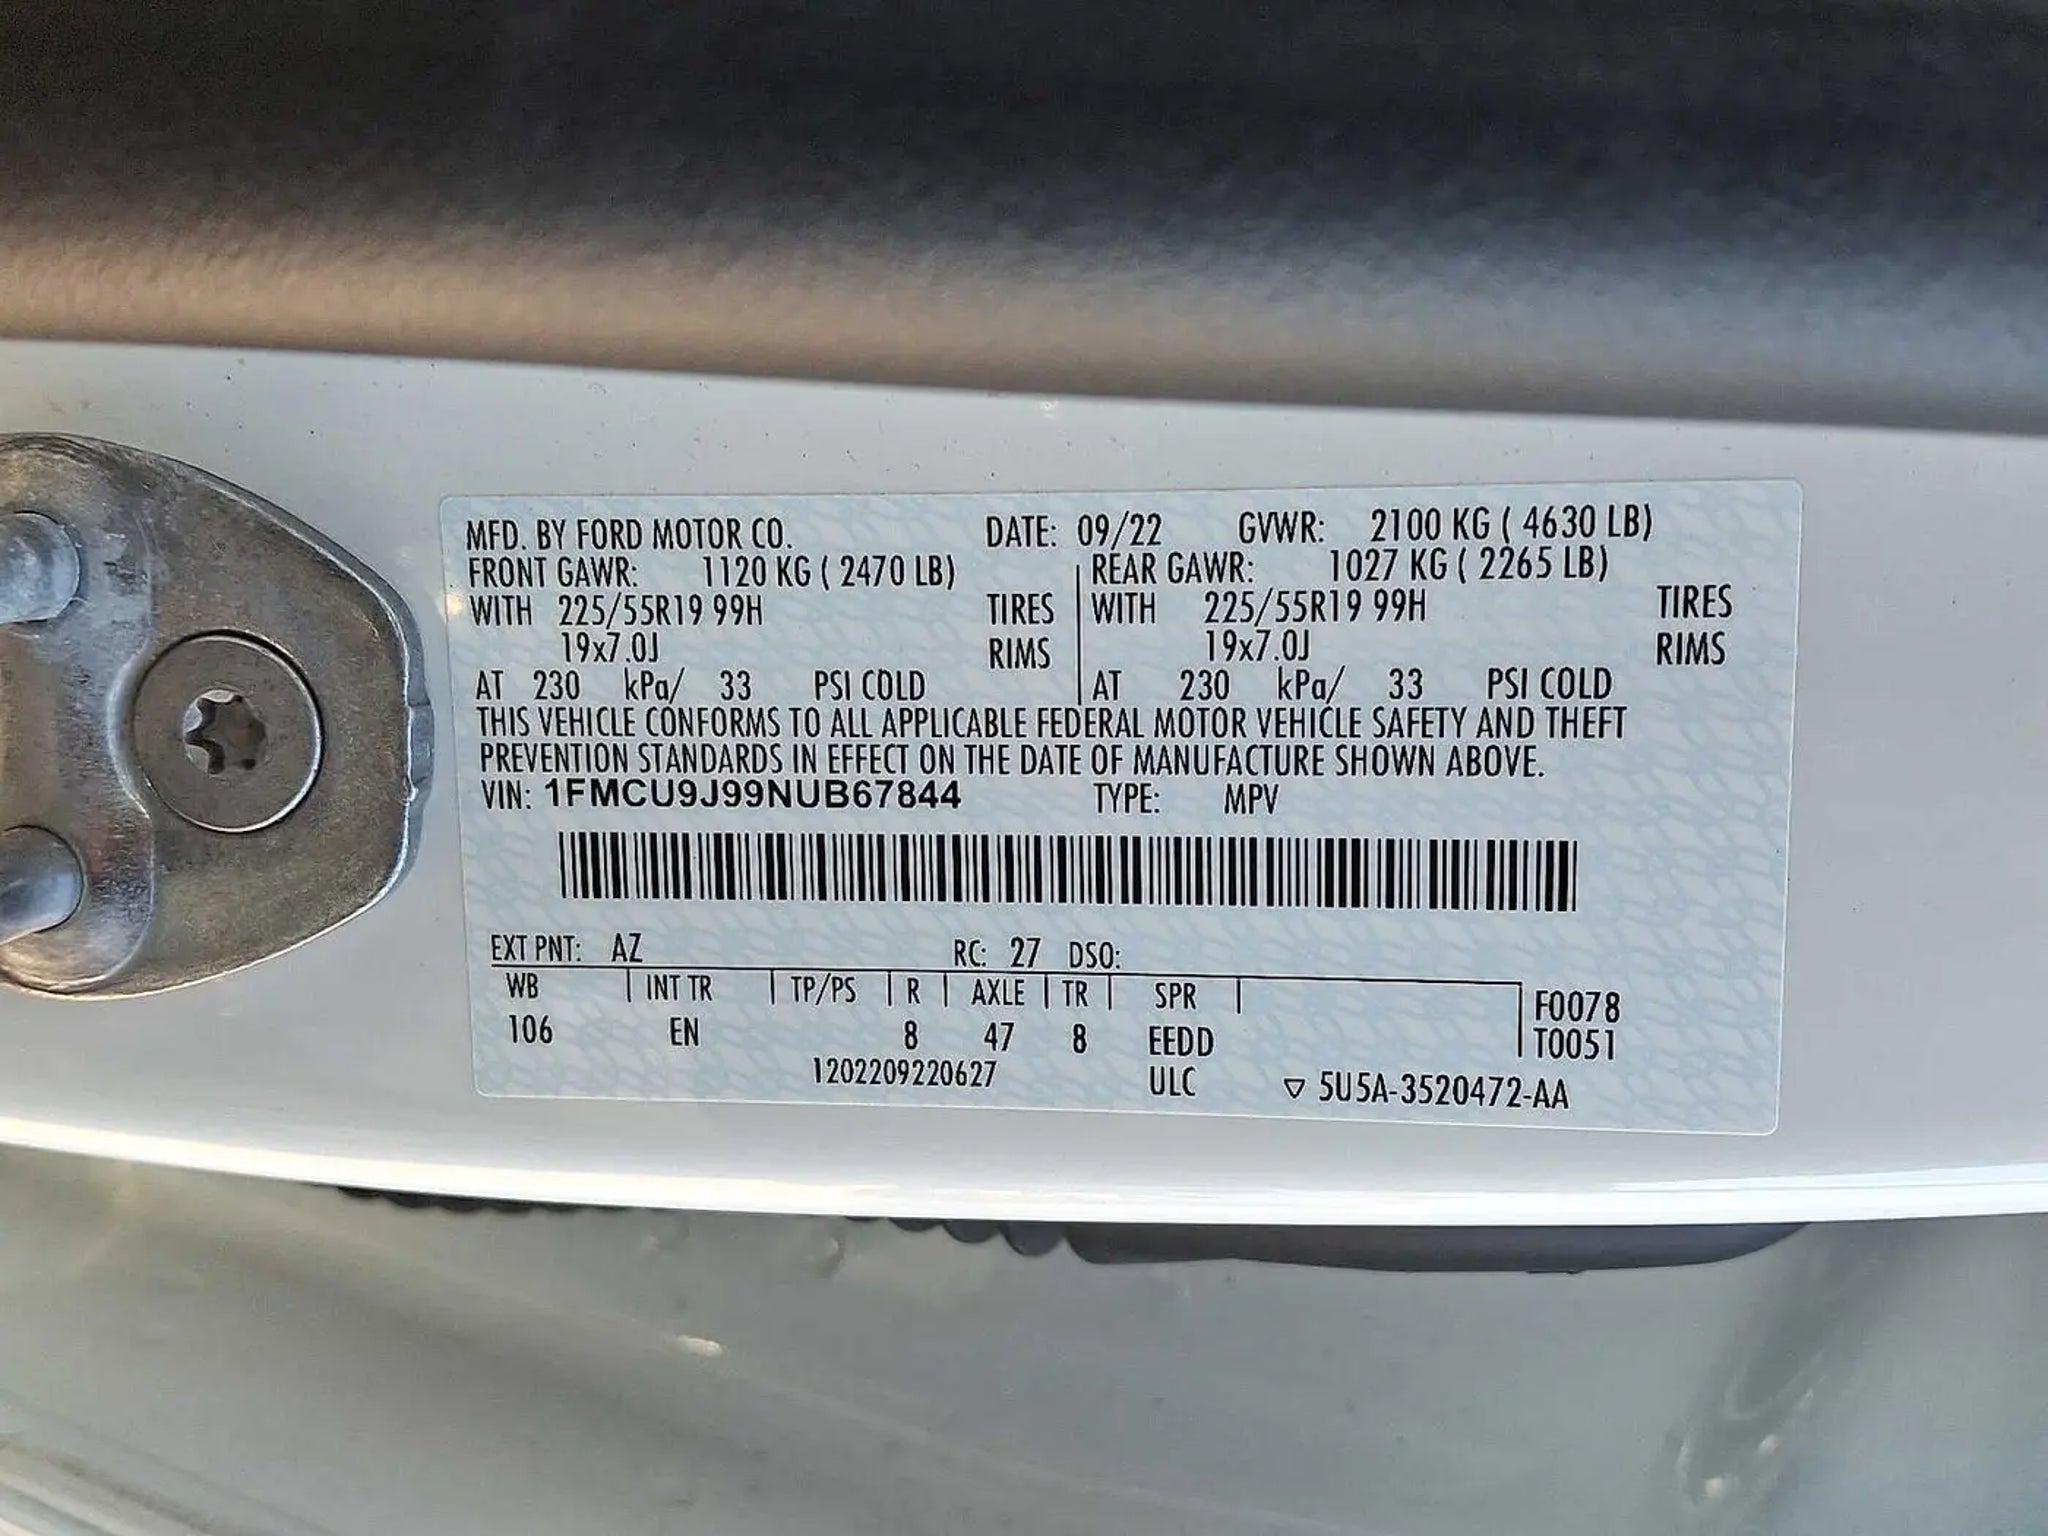 MFD. BY FORD MOTOR CO. DATE: 09/22 GVWR: 2100 KG ( 4630 LB)
FRONT GAWR: 1120 KG ( 2470 LB) REAR GAWR: 1027 KG ( 2265 LB)
WITH 225/55R19 99H TIRES WITH 225/55R19 99H TIRES
19x7.0J RIMS 19x7.0J RIMS
AT 230 kPa/ 33 PSI COLD AT 230 kPa/ 33 PSI COLD
THIS VEHICLE CONFORMS TO ALL APPLICABLE FEDERAL MOTOR VEHICLE SAFETY AND THEFT
PREVENTION STANDARDS IN EFFECT ON THE DATE OF MANUFACTURE SHOWN ABOVE.
VIN: 1FMCU9J99NUB67844 TYPE: MPV
EXT PNT: AZ RC: 27 DSO:
WB INT TR TP/PS R AXLE TR SPR F0078
106 EN 8 47 8 EEDD T0051
1202209220627 ULC ▽ 5U5A-3520472-AA